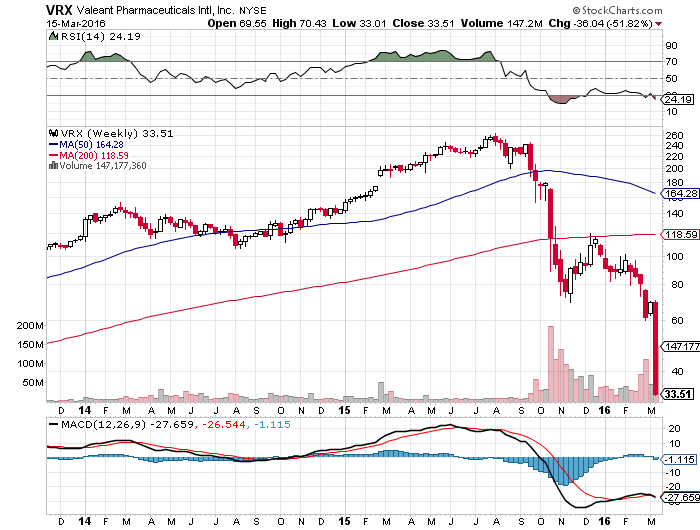 VRX Valeant Pharmaceuticals Intl, Inc. NYSE
© StockCharts.com
15-Mar-2016
Open 69.55 High 70.43 Low 33.01 Close 33.51 Volume 147.2M Chg -36.04 (-51.82%)
RSI(14) 24.19
90
70
50
30
10
24.19
VRX (Weekly) 33.51
MA(50) 164.28
MA(200) 118.59
Volume 147,177,360
260
240
220
200
180
160
140
100
80
60
40
164.28
118.59
147177
33.51
200M
150M
100M
50M
D 14 M A M J J A S O N D 15 M A M J J A S O N D 16 F M
MACD(12,26,9) -27.659, -26.544, -1.115
20
10
-10
-20
-1.115
-27.659
D 14 M A M J J A S O N D 15 M A M J J A S O N D 16 F M